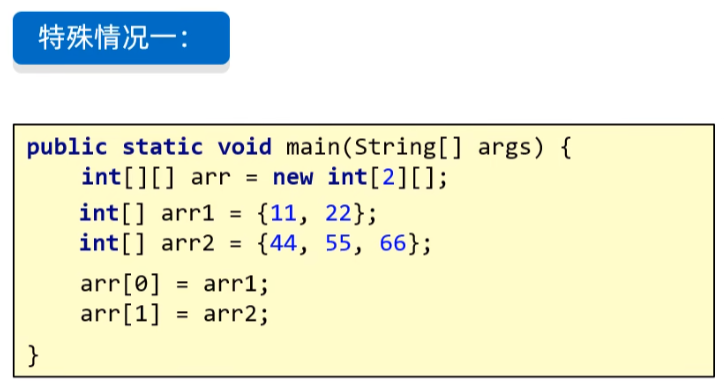 特殊情况一：
public static void main(String[] args) {
    int[][] arr = new int[2][];
    int[] arr1 = {11, 22};
    int[] arr2 = {44, 55, 66};
    arr[0] = arr1;
    arr[1] = arr2;
}